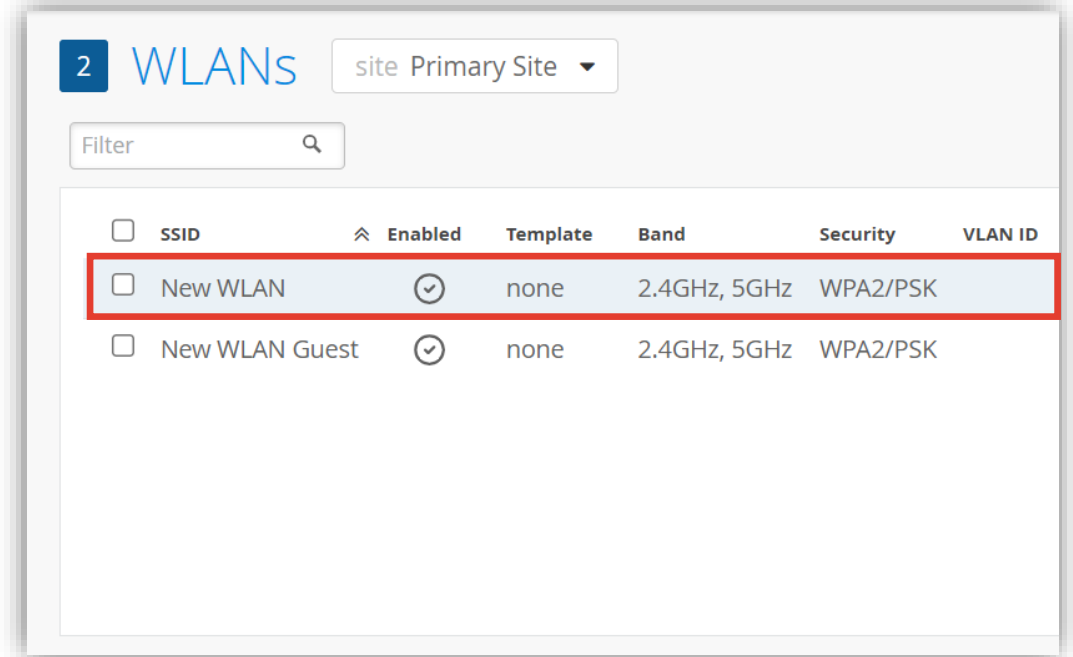 2 WLANs site Primary Site
Filter
SSID Enabled Template Band Security VLAN ID
New WLAN none 2.4GHz, 5GHz WPA2/PSK
New WLAN Guest none 2.4GHz, 5GHz WPA2/PSK